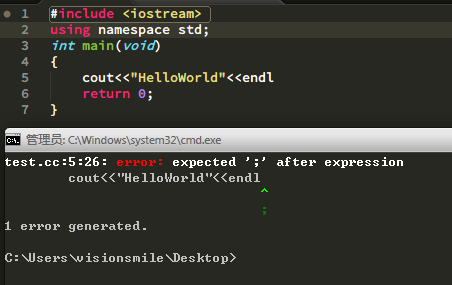 1 #include <iostream>
2 using namespace std;
3 int main(void)
4 {
5 cout<<"HelloWorld"<<endl
6 return 0;
7 }
管理员: C:\Windows\system32\cmd.exe
test.cc:5:26: error: expected ';' after expression
cout<<"HelloWorld"<<endl
^
;
1 error generated.
C:\Users\visionsmile\Desktop>